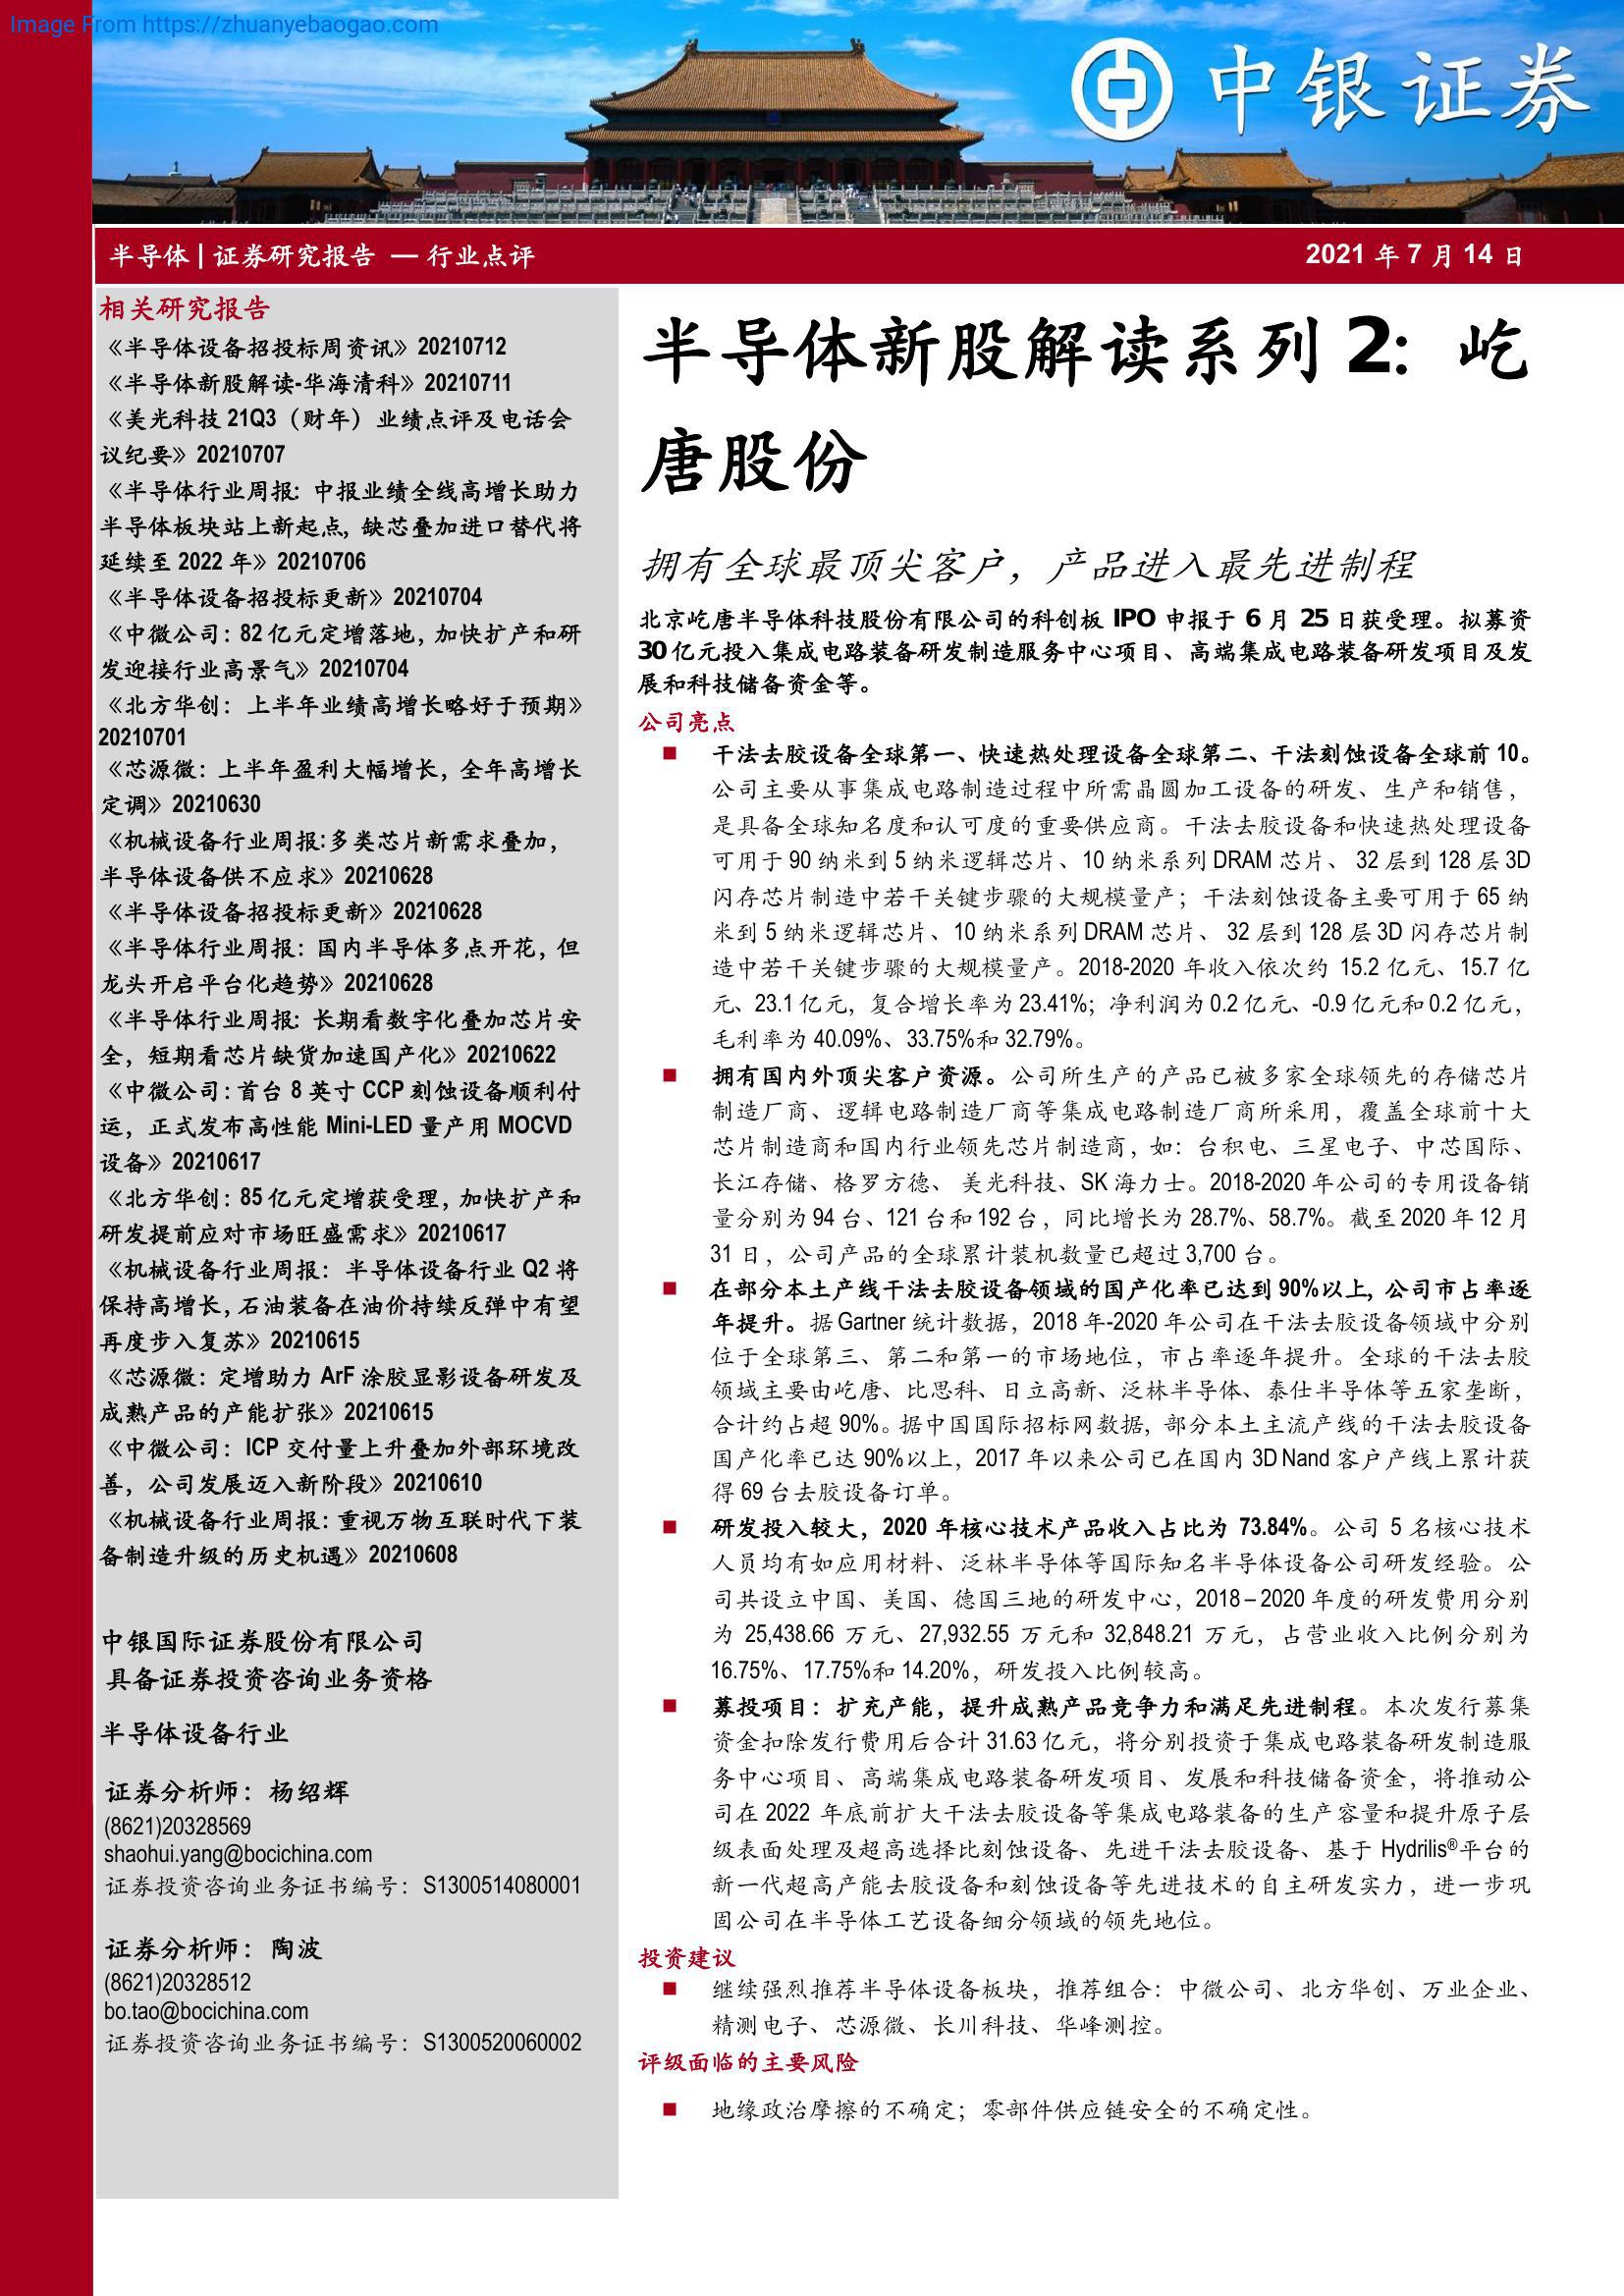 Image From https://zhuanyebaogao.com
中银证券
半导体 | 证券研究报告 — 行业点评
2021 年 7 月 14 日
相关研究报告
《半导体设备招投标周资讯》20210712
《半导体新股解读-华海清科》20210711
《美光科技 21Q3（财年）业绩点评及电话会
议纪要》20210707
《半导体行业周报：中报业绩全线高增长助力
半导体板块站上新起点，缺芯叠加进口替代将
延续至 2022 年》20210706
《半导体设备招投标更新》20210704
《中微公司：82 亿元定增落地，加快扩产和研
发迎接行业高景气》20210704
《北方华创：上半年业绩高增长略好于预期》
20210701
《芯源微：上半年盈利大幅增长，全年高增长
定调》20210630
《机械设备行业周报:多类芯片新需求叠加，
半导体设备供不应求》20210628
《半导体设备招投标更新》20210628
《半导体行业周报：国内半导体多点开花，但
龙头开启平台化趋势》20210628
《半导体行业周报：长期看数字化叠加芯片安
全，短期看芯片缺货加速国产化》20210622
《中微公司：首台 8 英寸 CCP 刻蚀设备顺利付
运，正式发布高性能 Mini-LED 量产用 MOCVD
设备》20210617
《北方华创：85 亿元定增获受理，加快扩产和
研发提前应对市场旺盛需求》20210617
《机械设备行业周报：半导体设备行业 Q2 将
保持高增长，石油装备在油价持续反弹中有望
再度步入复苏》20210615
《芯源微：定增助力 ArF 涂胶显影设备研发及
成熟产品的产能扩张》20210615
《中微公司：ICP 交付量上升叠加外部环境改
善，公司发展迈入新阶段》20210610
《机械设备行业周报：重视万物互联时代下装
备制造升级的历史机遇》20210608
中银国际证券股份有限公司
具备证券投资咨询业务资格
半导体设备行业
证券分析师：杨绍辉
(8621)20328569
shaohui.yang@bocichina.com
证券投资咨询业务证书编号：S1300514080001
证券分析师：陶波
(8621)20328512
bo.tao@bocichina.com
证券投资咨询业务证书编号：S1300520060002
半导体新股解读系列 2：屹
唐股份
拥有全球最顶尖客户，产品进入最先进制程
北京屹唐半导体科技股份有限公司的科创板 IPO 申报于 6 月 25 日获受理。拟募资
30 亿元投入集成电路装备研发制造服务中心项目、高端集成电路装备研发项目及发
展和科技储备资金等。
公司亮点
■ 干法去胶设备全球第一、快速热处理设备全球第二、干法刻蚀设备全球前 10。
公司主要从事集成电路制造过程中所需晶圆加工设备的研发、生产和销售，
是具备全球知名度和认可度的重要供应商。干法去胶设备和快速热处理设备
可用于 90 纳米到 5 纳米逻辑芯片、10 纳米系列 DRAM 芯片、 32 层到 128 层 3D
闪存芯片制造中若干关键步骤的大规模量产；干法刻蚀设备主要可用于 65 纳
米到 5 纳米逻辑芯片、10 纳米系列 DRAM 芯片、 32 层到 128 层 3D 闪存芯片制
造中若干关键步骤的大规模量产。2018-2020 年收入依次约 15.2 亿元、15.7 亿
元、23.1 亿元，复合增长率为 23.41%；净利润为 0.2 亿元、-0.9 亿元和 0.2 亿元，
毛利率为 40.09%、33.75%和 32.79%。
■ 拥有国内外顶尖客户资源。公司所生产的产品已被多家全球领先的存储芯片
制造厂商、逻辑电路制造厂商等集成电路制造厂商所采用，覆盖全球前十大
芯片制造商和国内行业领先芯片制造商，如：台积电、三星电子、中芯国际、
长江存储、格罗方德、 美光科技、SK 海力士。2018-2020 年公司的专用设备销
量分别为 94 台、121 台和 192 台，同比增长为 28.7%、58.7%。截至 2020 年 12 月
31 日，公司产品的全球累计装机数量已超过 3,700 台。
■ 在部分本土产线干法去胶设备领域的国产化率已达到 90%以上，公司市占率逐
年提升。据 Gartner 统计数据，2018 年-2020 年公司在干法去胶设备领域中分别
位于全球第三、第二和第一的市场地位，市占率逐年提升。全球的干法去胶
领域主要由屹唐、比思科、日立高新、泛林半导体、泰仕半导体等五家垄断，
合计约占超 90%。据中国国际招标网数据，部分本土主流产线的干法去胶设备
国产化率已达 90%以上，2017 年以来公司已在国内 3D Nand 客户产线上累计获
得 69 台去胶设备订单。
■ 研发投入较大，2020 年核心技术产品收入占比为 73.84%。公司 5 名核心技术
人员均有如应用材料、泛林半导体等国际知名半导体设备公司研发经验。公
司共设立中国、美国、德国三地的研发中心，2018 – 2020 年度的研发费用分别
为 25,438.66 万元、27,932.55 万元和 32,848.21 万元，占营业收入比例分别为
16.75%、17.75%和 14.20%，研发投入比例较高。
■ 募投项目：扩充产能，提升成熟产品竞争力和满足先进制程。本次发行募集
资金扣除发行费用后合计 31.63 亿元，将分别投资于集成电路装备研发制造服
务中心项目、高端集成电路装备研发项目、发展和科技储备资金，将推动公
司在 2022 年底前扩大干法去胶设备等集成电路装备的生产容量和提升原子层
级表面处理及超高选择比刻蚀设备、先进干法去胶设备、基于 Hydrilis®平台的
新一代超高产能去胶设备和刻蚀设备等先进技术的自主研发实力，进一步巩
固公司在半导体工艺设备细分领域的领先地位。
投资建议
■ 继续强烈推荐半导体设备板块，推荐组合：中微公司、北方华创、万业企业、
精测电子、芯源微、长川科技、华峰测控。
评级面临的主要风险
■ 地缘政治摩擦的不确定；零部件供应链安全的不确定性。